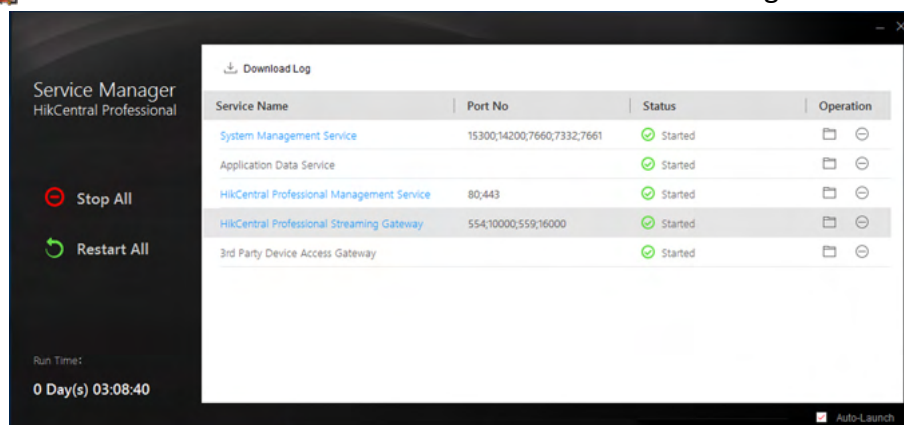 Service Manager
HikCentral Professional
Stop All
Restart All
Run Time:
0 Day(s) 03:08:40
Download Log
Service Name Port No Status Operation
System Management Service 15300;14200;7660;7332;7661 Started
Application Data Service Started
HikCentral Professional Management Service 80;443 Started
HikCentral Professional Streaming Gateway 554;10000;559;16000 Started
3rd Party Device Access Gateway Started
Auto-Launch